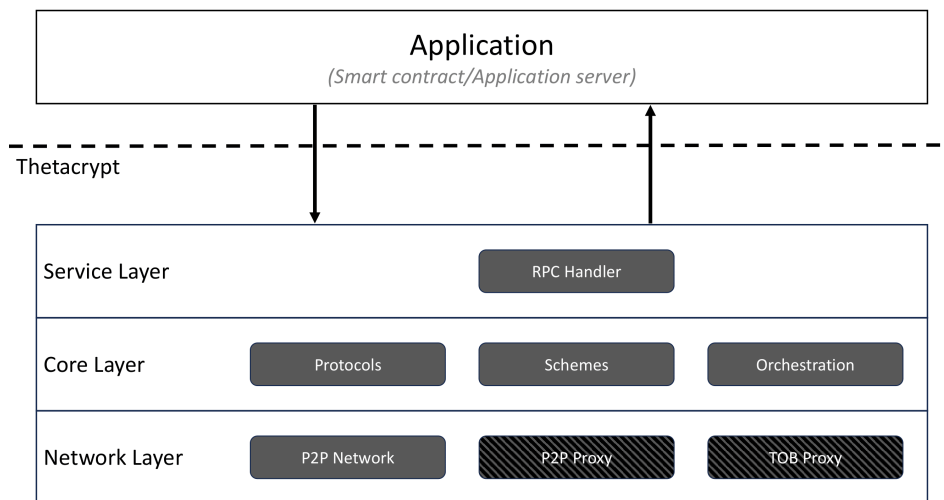 Application
(Smart contract/Application server)
Thetacrypt
Service Layer
RPC Handler
Core Layer
Protocols
Schemes
Orchestration
Network Layer
P2P Network
P2P Proxy
TOB Proxy